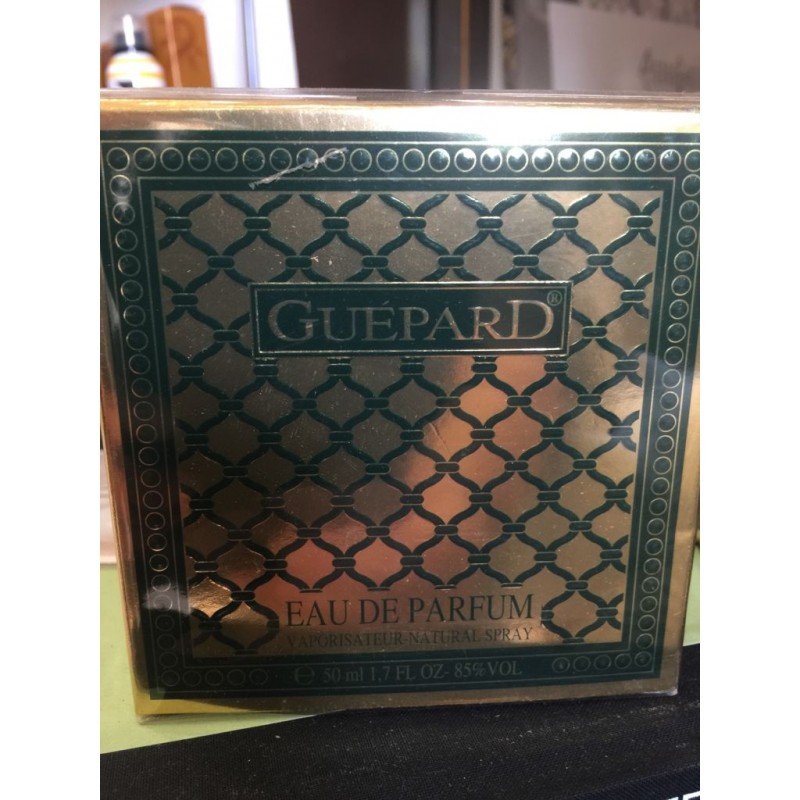 GUÉPARD®
EAU DE PARFUM
VAPORISATEUR-NATURAL SPRAY
℮ 50 ml 1.7 FL. OZ- 85% VOL